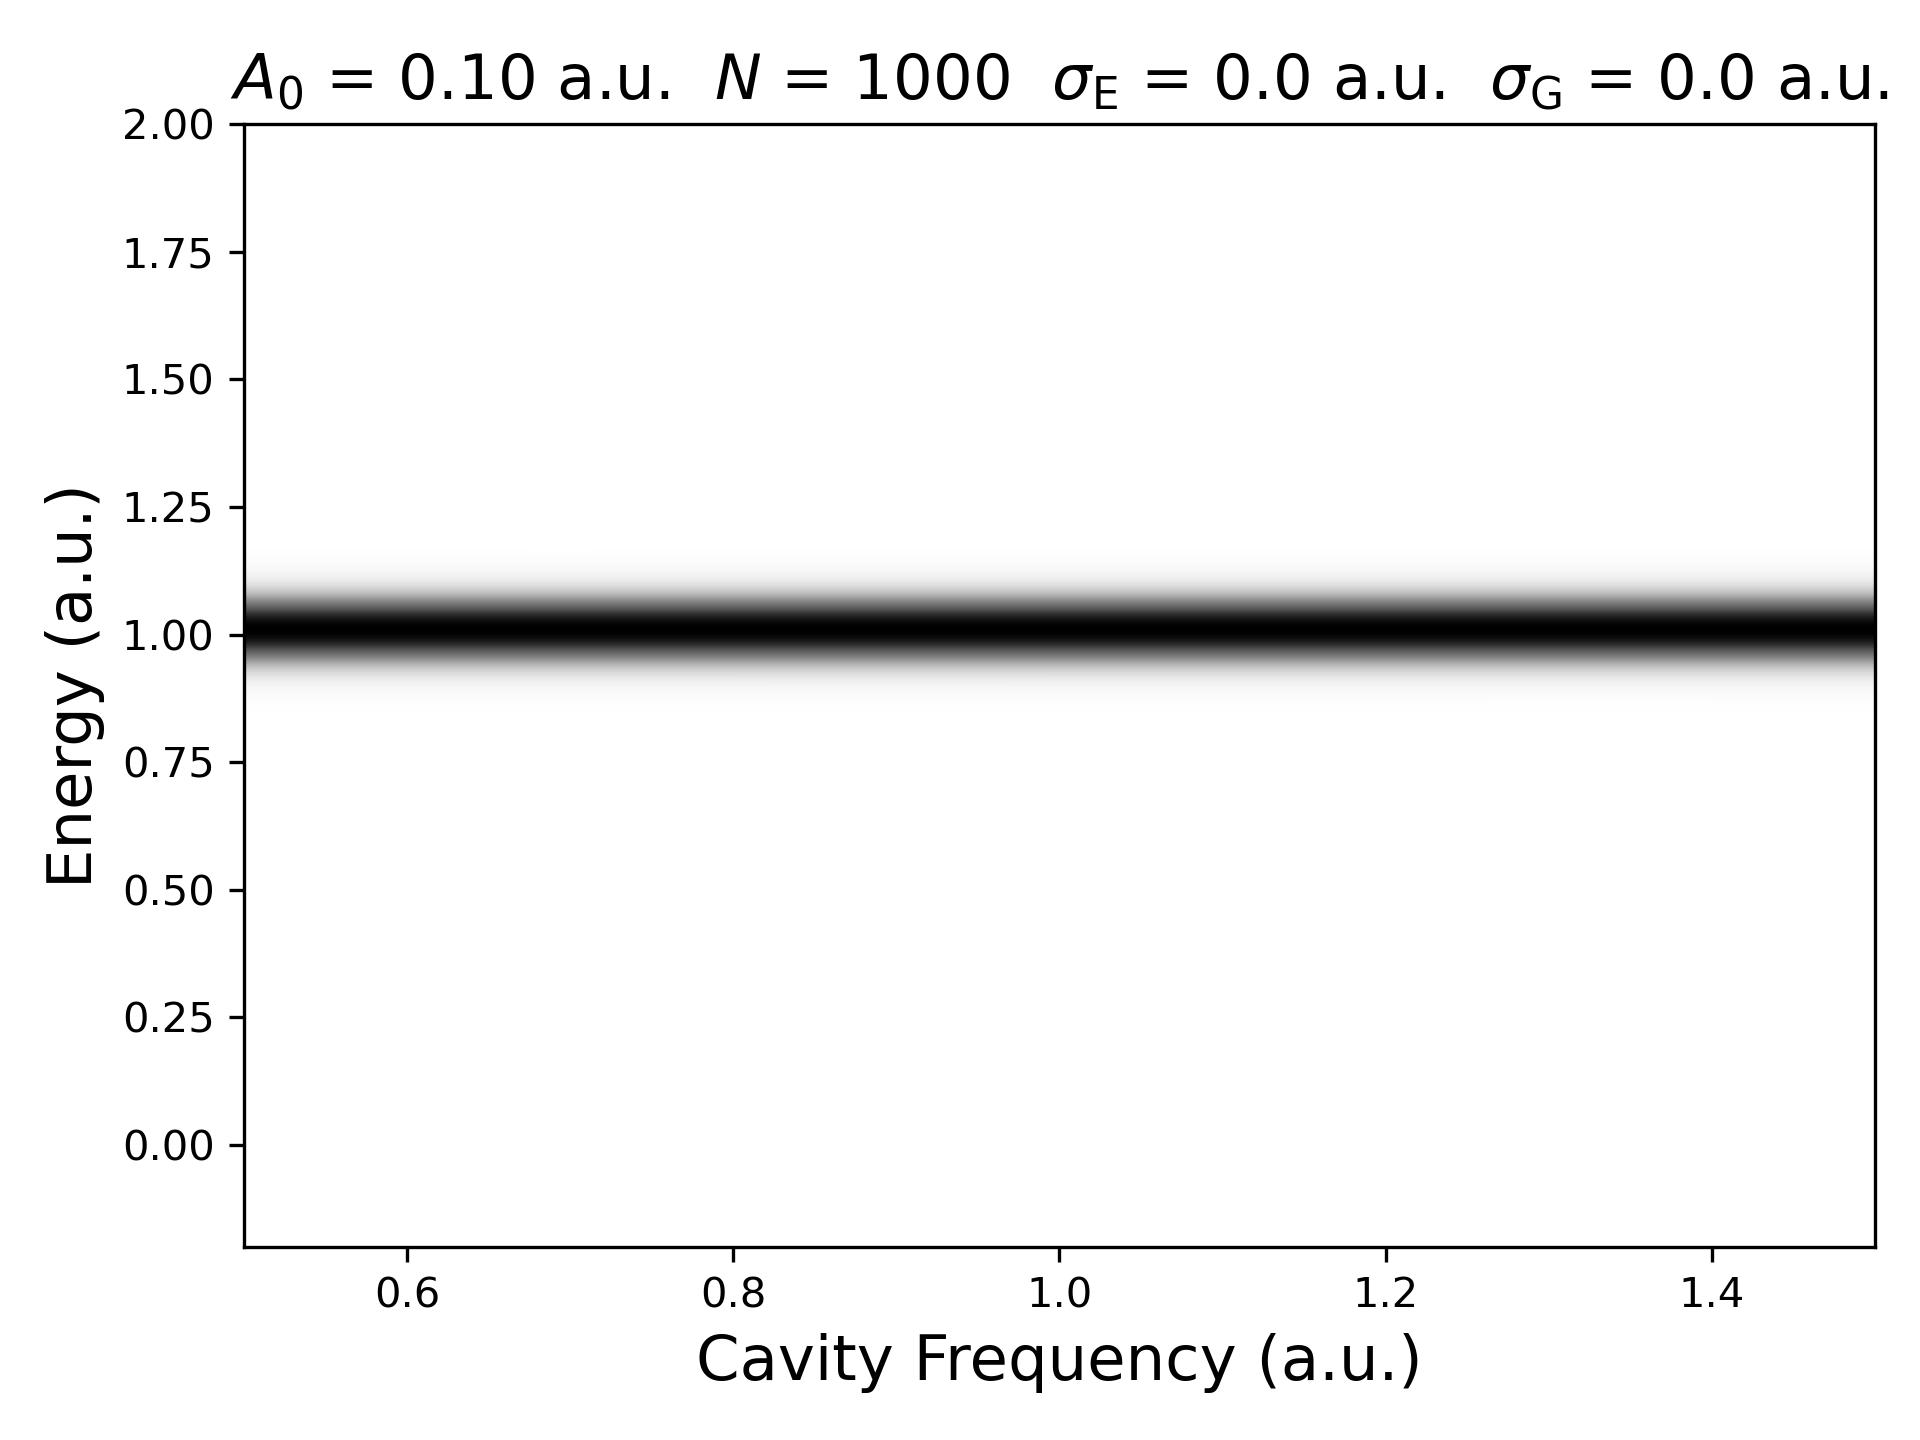 A₀ = 0.10 a.u. N = 1000 σ_E = 0.0 a.u. σ_G = 0.0 a.u.
2.00
1.75
1.50
1.25
1.00
0.75
0.50
0.25
0.00
Energy (a.u.)
0.6 0.8 1.0 1.2 1.4
Cavity Frequency (a.u.)